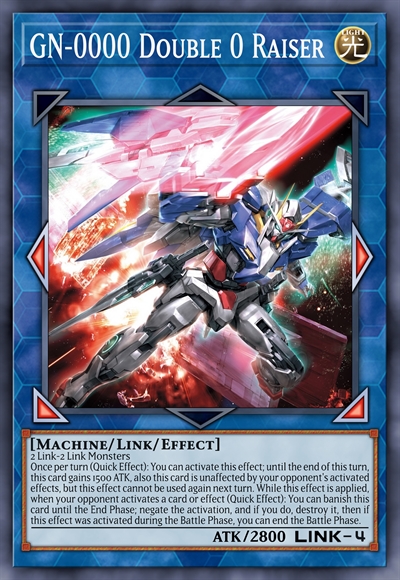 GN-0000 Double 0 Raiser
LIGHT
光
[Machine/Link/Effect]
2 Link-2 Link Monsters
Once per turn (Quick Effect): You can activate this effect; until the end of this turn,
this card gains 1500 ATK, also this card is unaffected by your opponent's activated
effects, but this effect cannot be used again next turn. While this effect is applied,
when your opponent activates a card or effect (Quick Effect): You can banish this
card until the End Phase; negate the activation, and if you do, destroy it, then if
this effect was activated during the Battle Phase, you can end the Battle Phase.
ATK/2800 LINK-4